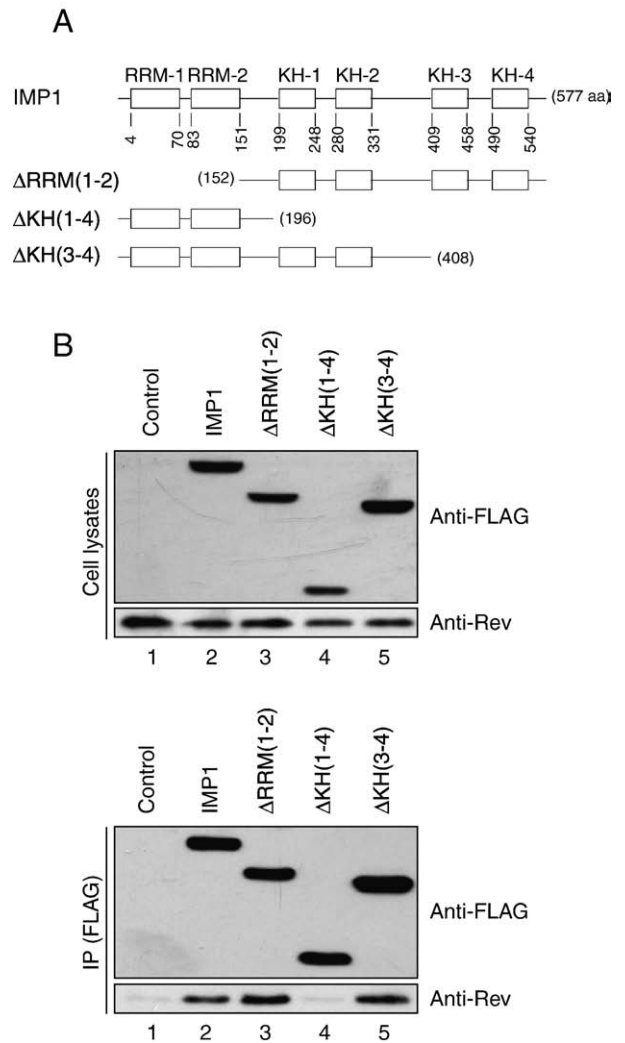 A
RRM-1 RRM-2 KH-1 KH-2 KH-3 KH-4
IMP1 (577 aa)
4 70 83 151 199 248 280 331 409 458 490 540
ΔRRM(1-2) (152)
ΔKH(1-4) (196)
ΔKH(3-4) (408)
B
Control IMP1 ΔRRM(1-2) ΔKH(1-4) ΔKH(3-4)
Cell lysates
Anti-FLAG
Anti-Rev
1 2 3 4 5
Control IMP1 ΔRRM(1-2) ΔKH(1-4) ΔKH(3-4)
IP (FLAG)
Anti-FLAG
Anti-Rev
1 2 3 4 5